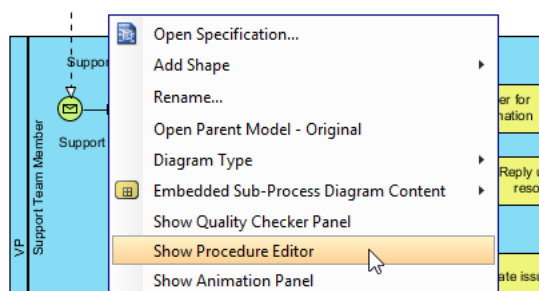 Open Specification...
Suppor
Add Shape
Rename...
er for
nation
Open Parent Model - Original
Support
Diagram Type
Reply u
reso
Embedded Sub-Process Diagram Content
Show Quality Checker Panel
Show Procedure Editor
Show Animation Panel
ate issu
VP
Support Team Member